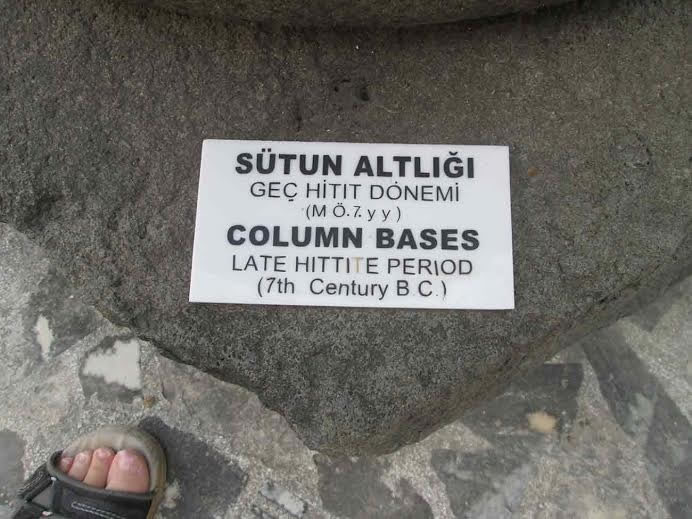 SÜTUN ALTLIĞI
GEÇ HİTİT DÖNEMİ
(M Ö.7. y y )
COLUMN BASES
LATE HITTITE PERIOD
(7th Century B.C.)